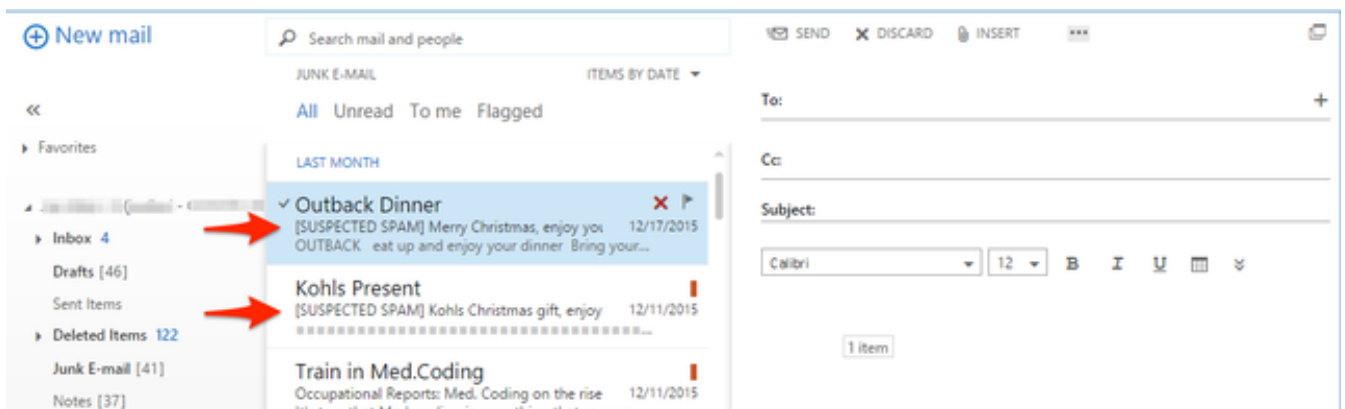 New mail
«
Favorites
Inbox 4
Drafts [46]
Sent Items
Deleted Items 122
Junk E-mail [41]
Notes [37]
Search mail and people
JUNK E-MAIL ITEMS BY DATE
All Unread To me Flagged
LAST MONTH
Outback Dinner
[SUSPECTED SPAM] Merry Christmas, enjoy you 12/17/2015
OUTBACK eat up and enjoy your dinner Bring your...
Kohls Present
[SUSPECTED SPAM] Kohls Christmas gift, enjoy 12/11/2015
Train in Med.Coding
Occupational Reports: Med. Coding on the rise 12/11/2015
SEND DISCARD INSERT ...
To: +
Cc:
Subject:
Calibri 12 B I U
1 item